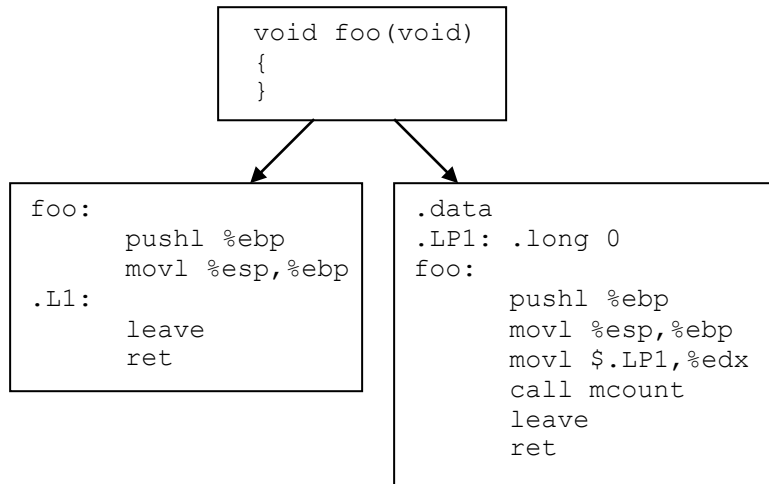 void foo(void)
{
}
foo:
pushl %ebp
movl %esp,%ebp
.L1:
leave
ret
.data
.LP1: .long 0
foo:
pushl %ebp
movl %esp,%ebp
movl $.LP1,%edx
call mcount
leave
ret